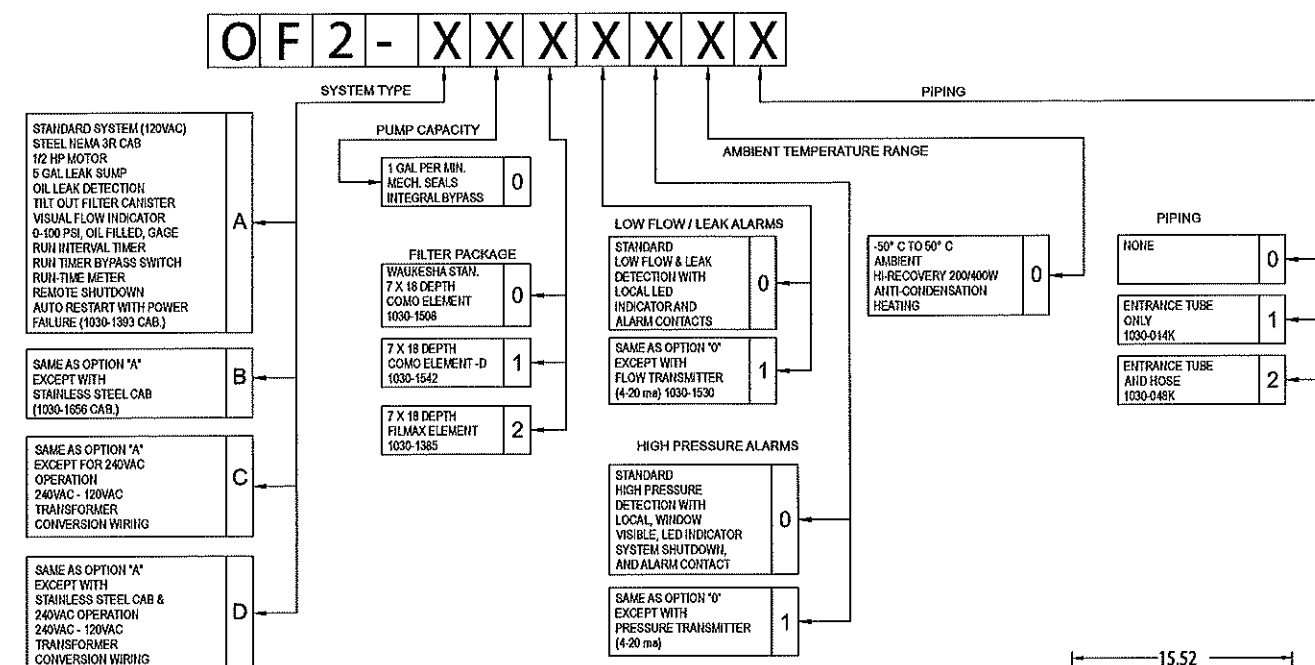 OF2-XXXXXXX
SYSTEM TYPE
PIPING
STANDARD SYSTEM (120VAC)
STEEL NEMA 3R CAB
1/2 HP MOTOR
5 GAL LEAK SUMP
OIL LEAK DETECTION
TILT OUT FILTER CANISTER
VISUAL FLOW INDICATOR
0-100 PSI, OIL FILLED, GAGE
RUN INTERVAL TIMER
RUN TIMER BYPASS SWITCH
RUN-TIME METER
REMOTE SHUTDOWN
AUTO RESTART WITH POWER
FAILURE (1030-1393 CAB.)
A
SAME AS OPTION "A"
EXCEPT WITH
STAINLESS STEEL CAB
(1030-1656 CAB.)
B
SAME AS OPTION "A"
EXCEPT FOR 240VAC
OPERATION
240VAC - 120VAC
TRANSFORMER
CONVERSION WIRING
C
SAME AS OPTION "A"
EXCEPT WITH
STAINLESS STEEL CAB &
240VAC OPERATION
240VAC - 120VAC
TRANSFORMER
CONVERSION WIRING
D
PUMP CAPACITY
1 GAL PER MIN.
MECH. SEALS
INTEGRAL BYPASS
0
FILTER PACKAGE
WAUKESHA STAN.
7 X 18 DEPTH
COMO ELEMENT
1030-1508
0
7 X 18 DEPTH
COMO ELEMENT -D
1030-1542
1
7 X 18 DEPTH
FILMAX ELEMENT
1030-1385
2
LOW FLOW / LEAK ALARMS
STANDARD
LOW FLOW & LEAK
DETECTION WITH
LOCAL LED
INDICATOR AND
ALARM CONTACTS
0
SAME AS OPTION "0"
EXCEPT WITH
FLOW TRANSMITTER
(4-20 ma) 1030-1530
1
HIGH PRESSURE ALARMS
STANDARD
HIGH PRESSURE
DETECTION WITH
LOCAL, WINDOW
VISIBLE, LED INDICATOR
SYSTEM SHUTDOWN,
AND ALARM CONTACT
0
SAME AS OPTION "0"
EXCEPT WITH
PRESSURE TRANSMITTER
(4-20 ma)
1
AMBIENT TEMPERATURE RANGE
-50° C TO 50° C
AMBIENT
HI-RECOVERY 200/400W
ANTI-CONDENSATION
HEATING
0
PIPING
NONE
0
ENTRANCE TUBE
ONLY
1030-014K
1
ENTRANCE TUBE
AND HOSE
1030-048K
2
15.52